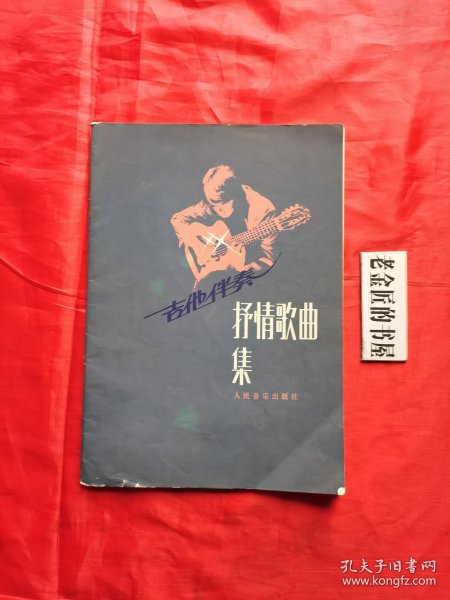 吉他伴奏
抒情歌曲
集
人民音乐出版社
老金匠的书屋
孔夫子旧书网
www.kongfz.com